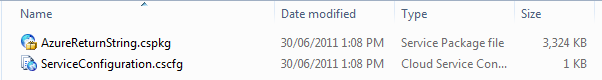 Name Date modified Type Size
AzureReturnString.cspkg 30/06/2011 1:08 PM Service Package file 3,324 KB
ServiceConfiguration.cscfg 30/06/2011 1:08 PM Cloud Service Con... 1 KB